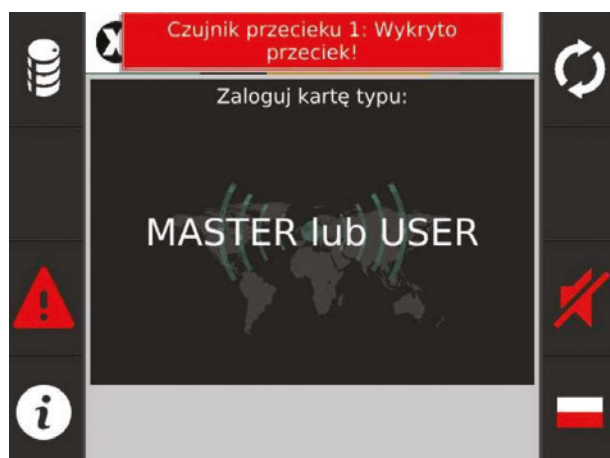 Czujnik przecieku 1: Wykryto
przeciek!
Zaloguj kartę typu:
MASTER lub USER